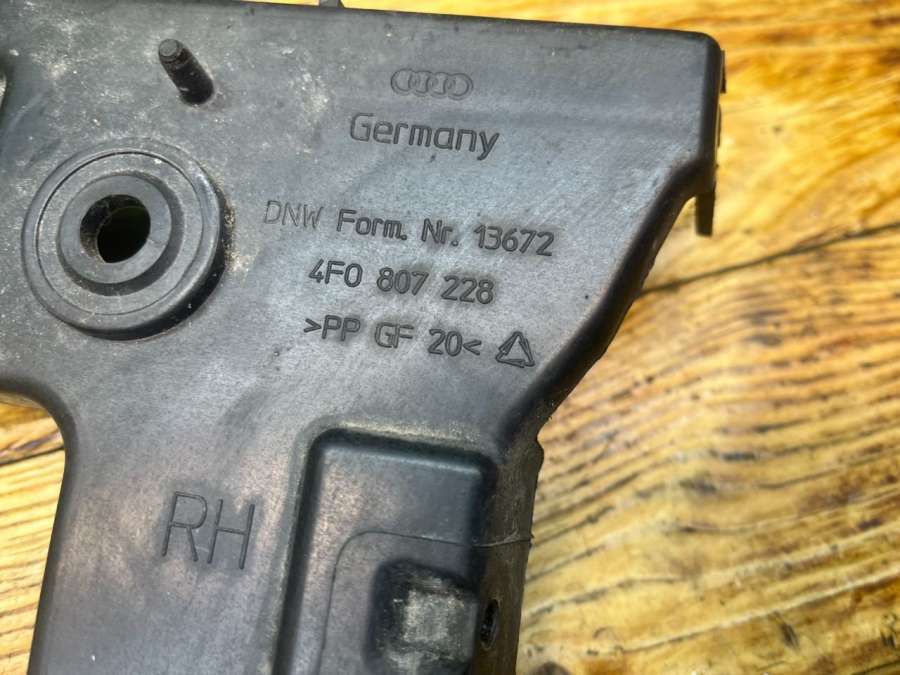 Germany
DNW Form. Nr. 13672
4F0 807 228
>PP GF 20<
RH